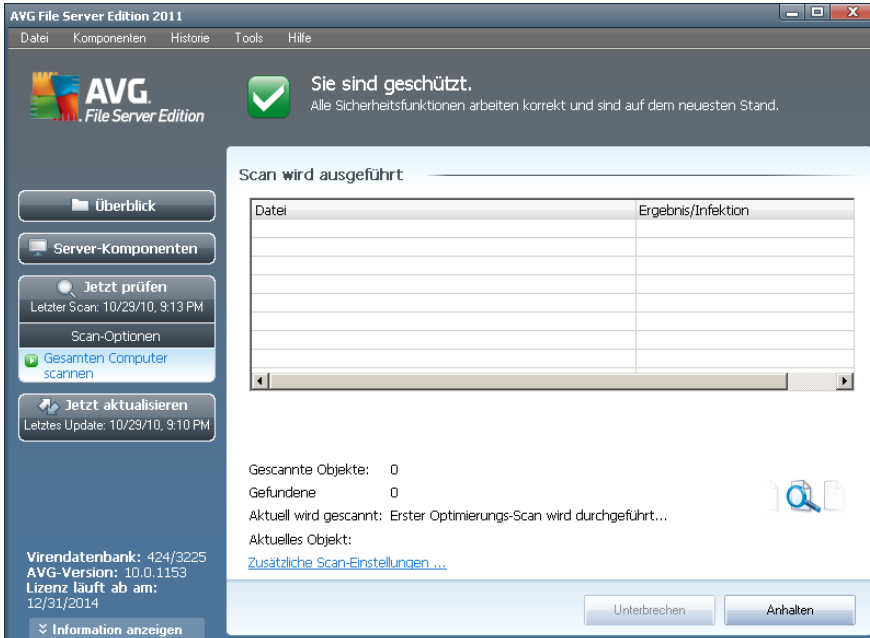 AVG File Server Edition 2011
Datei Komponenten Historie Tools Hilfe
AVG.
File Server Edition
Sie sind geschützt.
Alle Sicherheitsfunktionen arbeiten korrekt und sind auf dem neuesten Stand.
Überblick
Server-Komponenten
Jetzt prüfen
Letzter Scan: 10/29/10, 9:13 PM
Scan-Optionen
Gesamten Computer
scannen
Jetzt aktualisieren
Letztes Update: 10/29/10, 9:10 PM
Virendatenbank: 424/3225
AVG-Version: 10.0.1153
Lizenz läuft ab am:
12/31/2014
Information anzeigen
Scan wird ausgeführt
Datei Ergebnis/Infektion
Gescannte Objekte: 0
Gefundene 0
Aktuell wird gescannt: Erster Optimierungs-Scan wird durchgeführt...
Aktuelles Objekt:
Zusätzliche Scan-Einstellungen ...
Unterbrechen Anhalten